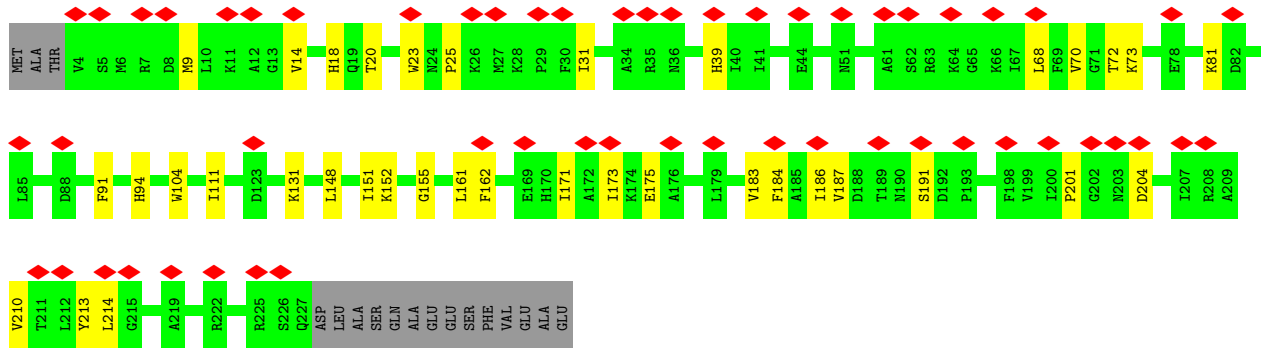 MET ALA THR V4 S5 M6 R7 D8 M9 L10 K11 A12 G13 V14 H18 Q19 T20 W23 N24 P25 K26 M27 K28 P29 F30 I31 A34 R35 N36 H39 I40 I41 E44 N51 A61 S62 R63 K64 G65 K66 I67 L68 F69 V70 G71 T72 K73 E78 K81 D82
L85 D88 F91 H94 W104 I111 D123 K131 L148 I151 K152 G155 L161 F162 E169 H170 I171 A172 I173 K174 E175 A176 L179 V183 F184 A185 I186 V187 D188 T189 N190 S191 D192 P193 F198 V199 I200 P201 G202 N203 D204 I207 R208 A209
V210 T211 L212 Y213 L214 G215 A219 R222 R225 S226 Q227 ASP LEU ALA SER GLN ALA GLU GLU SER PHE VAL GLU ALA GLU